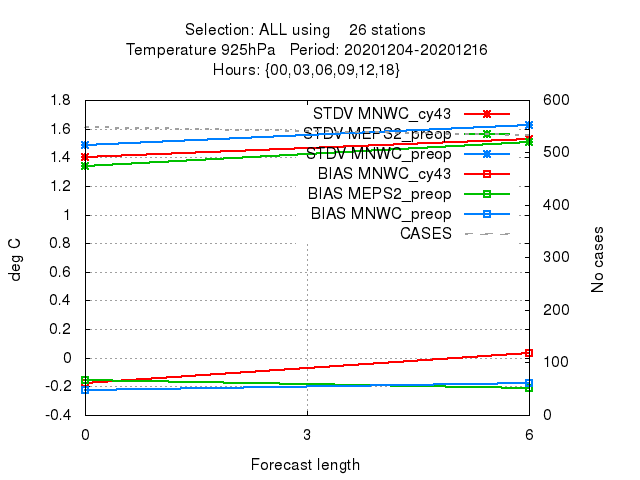 Selection: ALL using    26 stations
Temperature 925hPa   Period: 20201204-20201216
Hours: {00,03,06,09,12,18}
STDV MNWC_cy43
STDV MEPS2_preop
STDV MNWC_preop
BIAS MNWC_cy43
BIAS MEPS2_preop
BIAS MNWC_preop
CASES
deg C
1.8
1.6
1.4
1.2
1
0.8
0.6
0.4
0.2
0
-0.2
-0.4
600
500
400
300
200
100
0
No cases
0 3 6
Forecast length